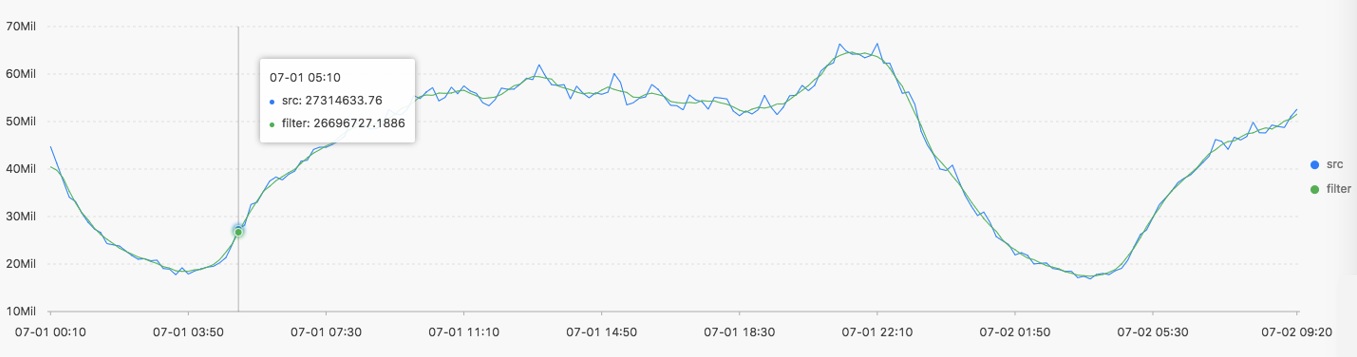 70Mil
60Mil
50Mil
40Mil
30Mil
20Mil
10Mil
07-01 05:10
src: 27314633.76
filter: 26696727.1886
src
filter
07-01 00:10
07-01 03:50
07-01 07:30
07-01 11:10
07-01 14:50
07-01 18:30
07-01 22:10
07-02 01:50
07-02 05:30
07-02 09:20